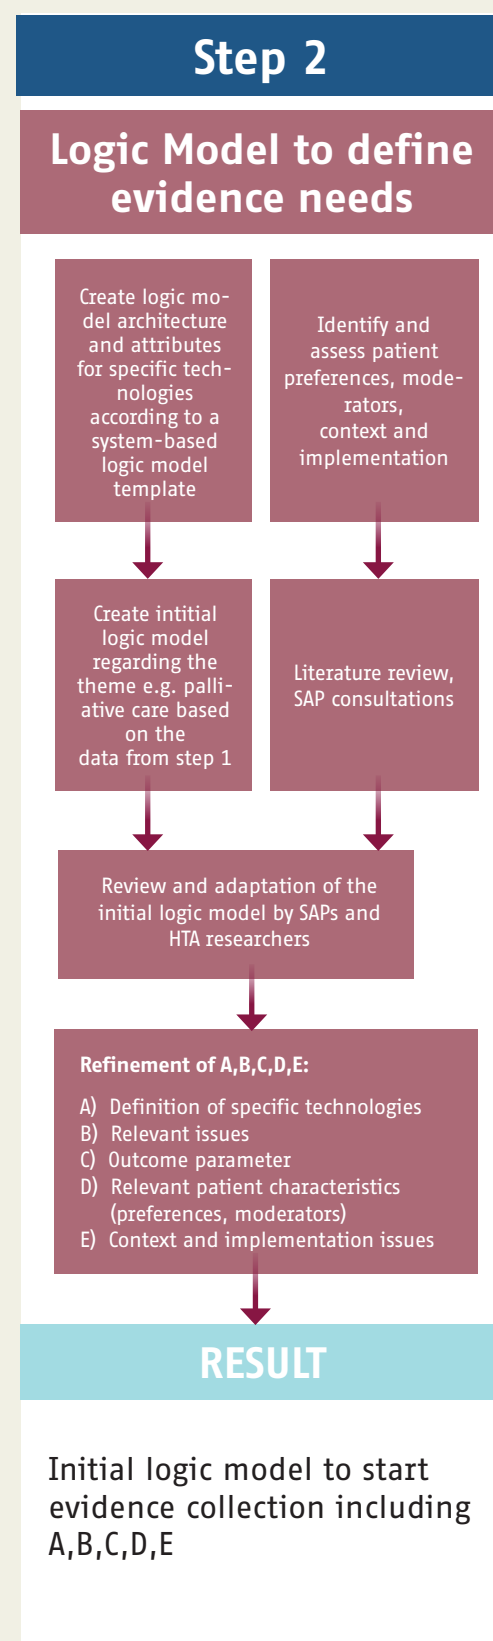 Step 2
Logic Model to define
evidence needs
Create logic mo-
del architecture
and attributes
for specific tech-
nologies
according to a
system-based
logic model
template
Identify and
assess patient
preferences, mode-
rators,
context and
implementation
Create intitial
logic model
regarding the
theme e.g. palli-
ative care based
on the
data from step 1
Literature review,
SAP consultations
Review and adaptation of the
initial logic model by SAPs and
HTA researchers
Refinement of A,B,C,D,E:
A) Definition of specific technologies
B) Relevant issues
C) Outcome parameter
D) Relevant patient characteristics
(preferences, moderators)
E) Context and implementation issues
RESULT
Initial logic model to start
evidence collection including
A,B,C,D,E